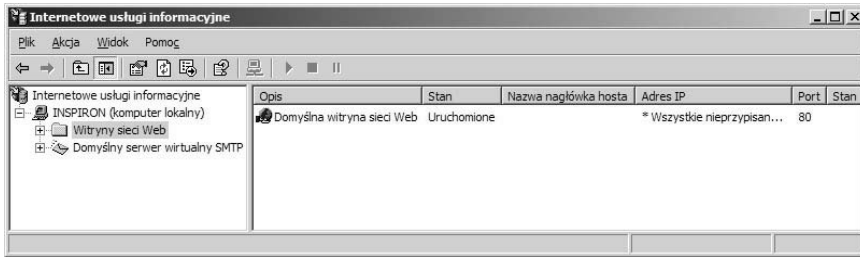 Internetowe usługi informacyjne
Plik Akcja Widok Pomoc
Internetowe usługi informacyjne
INSPIRON (komputer lokalny)
Witryny sieci Web
Domyślny serwer wirtualny SMTP
Opis Stan Nazwa nagłówka hosta Adres IP Port Stan
Domyślna witryna sieci Web Uruchomione * Wszystkie nieprzypisan... 80